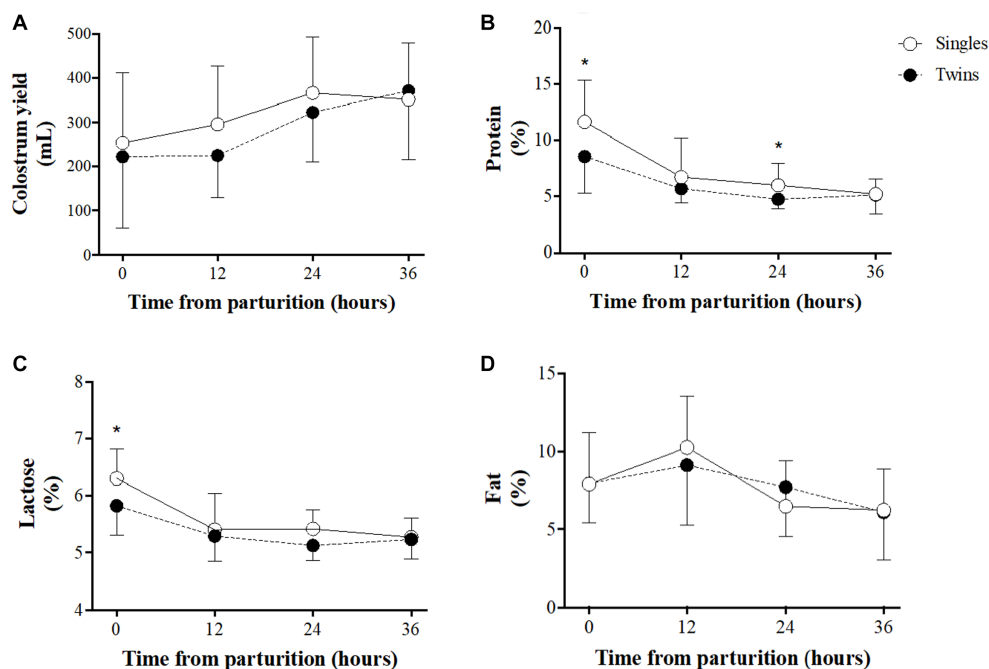 A
Colostrum yield
(mL)
500
400
300
200
100
0
0 12 24 36
Time from parturition (hours)
B
Protein
(%)
20
15
10
5
0
*
*
0 12 24 36
Time from parturition (hours)
Singles
Twins
C
Lactose
(%)
8
7
6
5
4
*
0 12 24 36
Time from parturition (hours)
D
Fat
(%)
15
10
5
0
0 12 24 36
Time from parturition (hours)